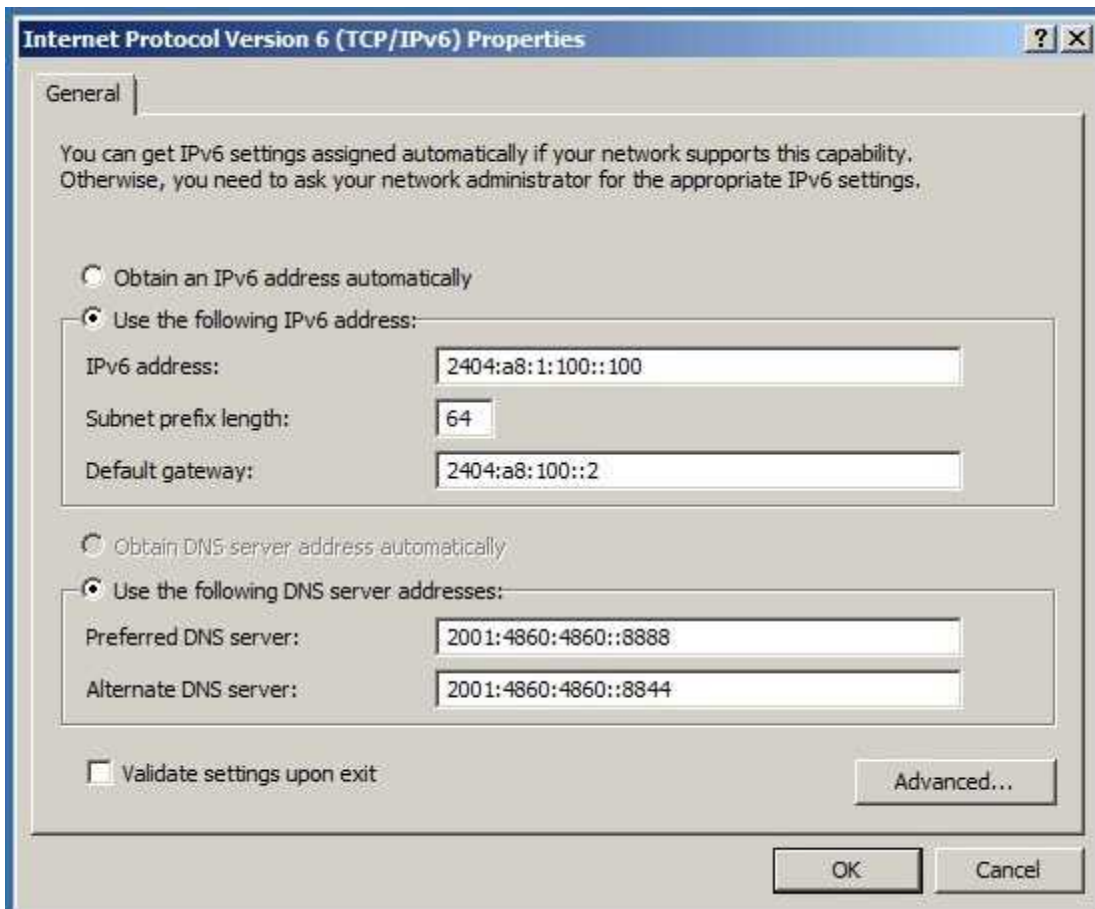 Internet Protocol Version 6 (TCP/IPv6) Properties
General
You can get IPv6 settings assigned automatically if your network supports this capability.
Otherwise, you need to ask your network administrator for the appropriate IPv6 settings.
Obtain an IPv6 address automatically
Use the following IPv6 address:
IPv6 address: 2404:a8:1:100::100
Subnet prefix length: 64
Default gateway: 2404:a8:100::2
Obtain DNS server address automatically
Use the following DNS server addresses:
Preferred DNS server: 2001:4860:4860::8888
Alternate DNS server: 2001:4860:4860::8844
Validate settings upon exit
Advanced...
OK Cancel